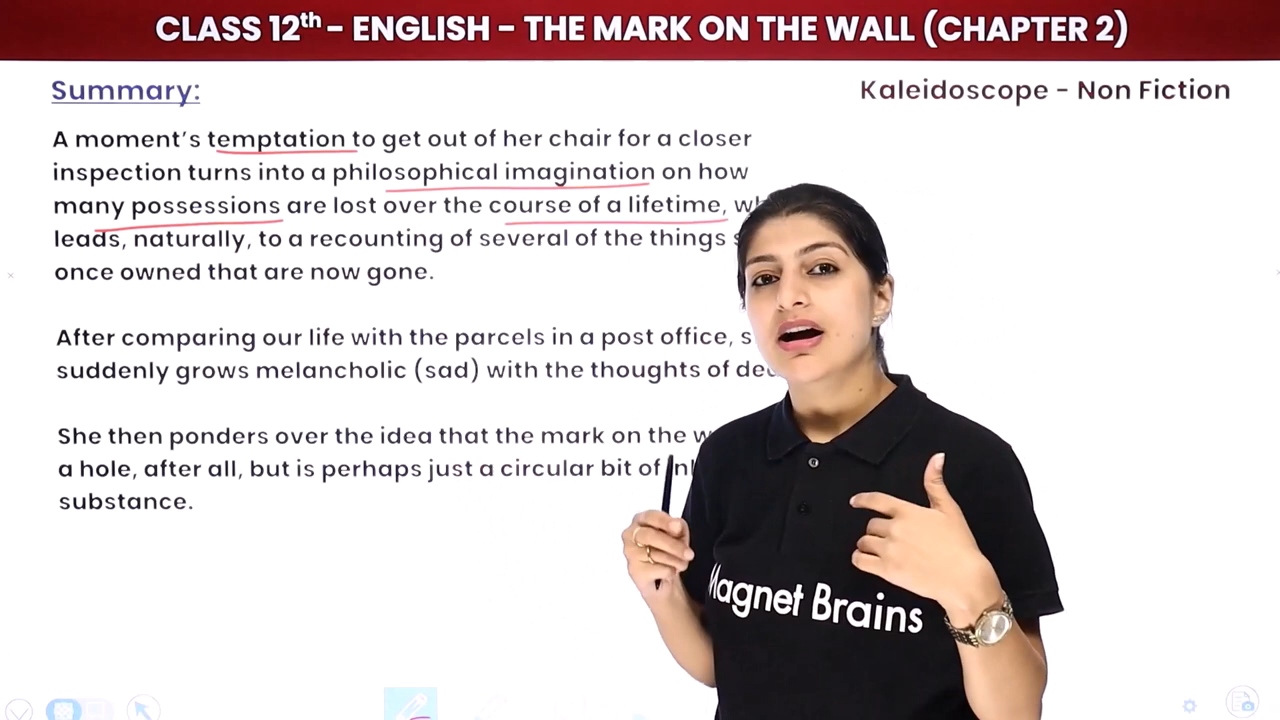 CLASS 12th - ENGLISH - THE MARK ON THE WALL (CHAPTER 2)
Summary:
Kaleidoscope - Non Fiction
A moment's temptation to get out of her chair for a closer
inspection turns into a philosophical imagination on how
many possessions are lost over the course of a lifetime,
leads, naturally, to a recounting of several of the things
once owned that are now gone.
After comparing our life with the parcels in a post office,
suddenly grows melancholic (sad) with the thoughts of
She then ponders over the idea that the mark on the
a hole, after all, but is perhaps just a circular bit of
substance.
Magnet Brains